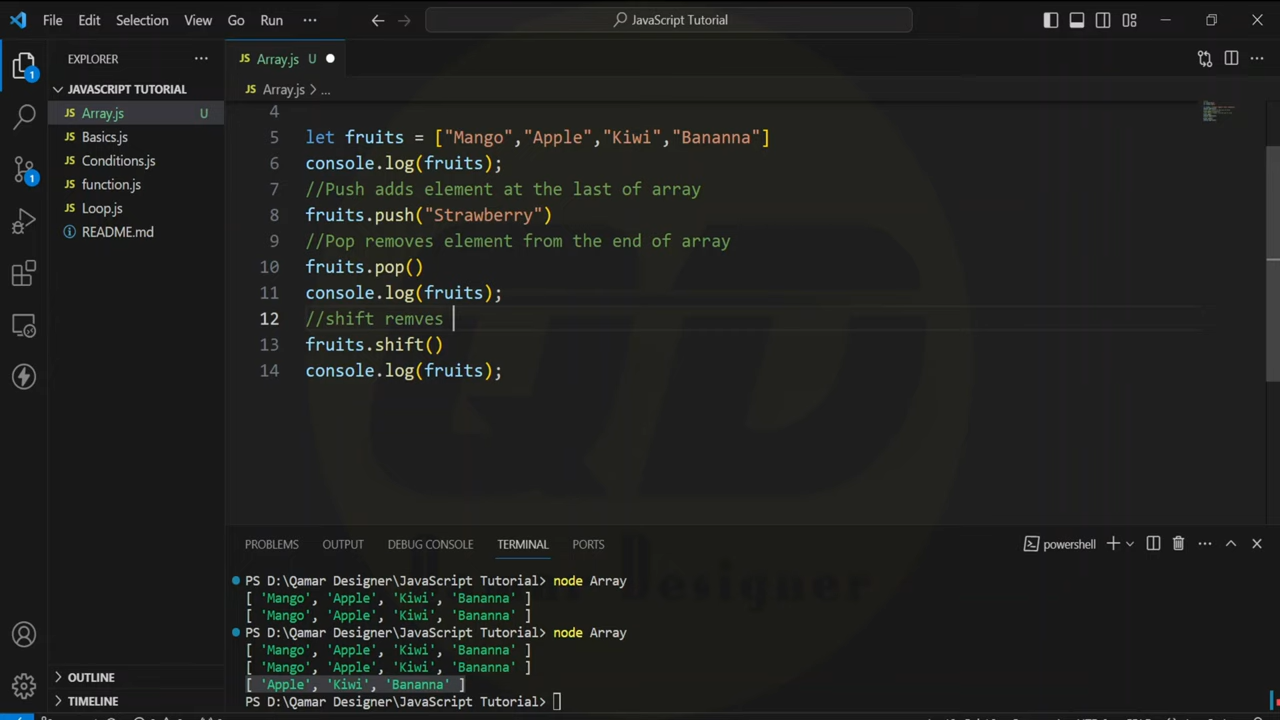 File Edit Selection View Go Run ··· JavaScript Tutorial
EXPLORER ···
JAVASCRIPT TUTORIAL
JS Array.js U
JS Basics.js
JS Conditions.js
JS function.js
JS Loop.js
README.md
OUTLINE
TIMELINE
1
1
JS Array.js U
JS Array.js > ...
4
5 let fruits = ["Mango","Apple","Kiwi","Bananna"]
6 console.log(fruits);
7 //Push adds element at the last of array
8 fruits.push("Strawberry")
9 //Pop removes element from the end of array
10 fruits.pop()
11 console.log(fruits);
12 //shift remves
13 fruits.shift()
14 console.log(fruits);
QD
Designer
PROBLEMS OUTPUT DEBUG CONSOLE TERMINAL PORTS powershell
PS D:\Qamar Designer\JavaScript Tutorial> node Array
[ 'Mango', 'Apple', 'Kiwi', 'Bananna' ]
[ 'Mango', 'Apple', 'Kiwi', 'Bananna' ]
PS D:\Qamar Designer\JavaScript Tutorial> node Array
[ 'Mango', 'Apple', 'Kiwi', 'Bananna' ]
[ 'Mango', 'Apple', 'Kiwi', 'Bananna' ]
[ 'Apple', 'Kiwi', 'Bananna' ]
PS D:\Qamar Designer\JavaScript Tutorial>